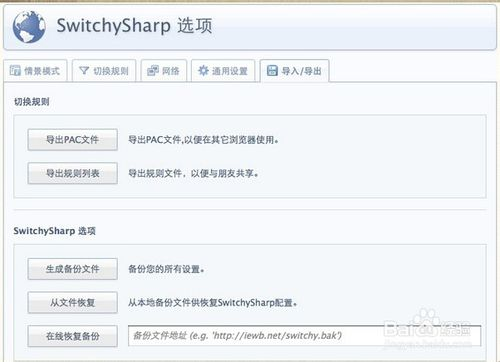 SwitchySharp 选项
情景模式 切换规则 网络 通用设置 导入/导出
切换规则
导出PAC文件 导出PAC文件,以便在其它浏览器使用。
导出规则列表 导出规则文件，以便与朋友共享。
SwitchySharp 选项
生成备份文件 备份您的所有设置。
从文件恢复 从本地备份文件供恢复SwitchySharp配置。
在线恢复备份 备份文件地址 (e.g. 'http://iewb.net/switchy.bak')
Baidu经验